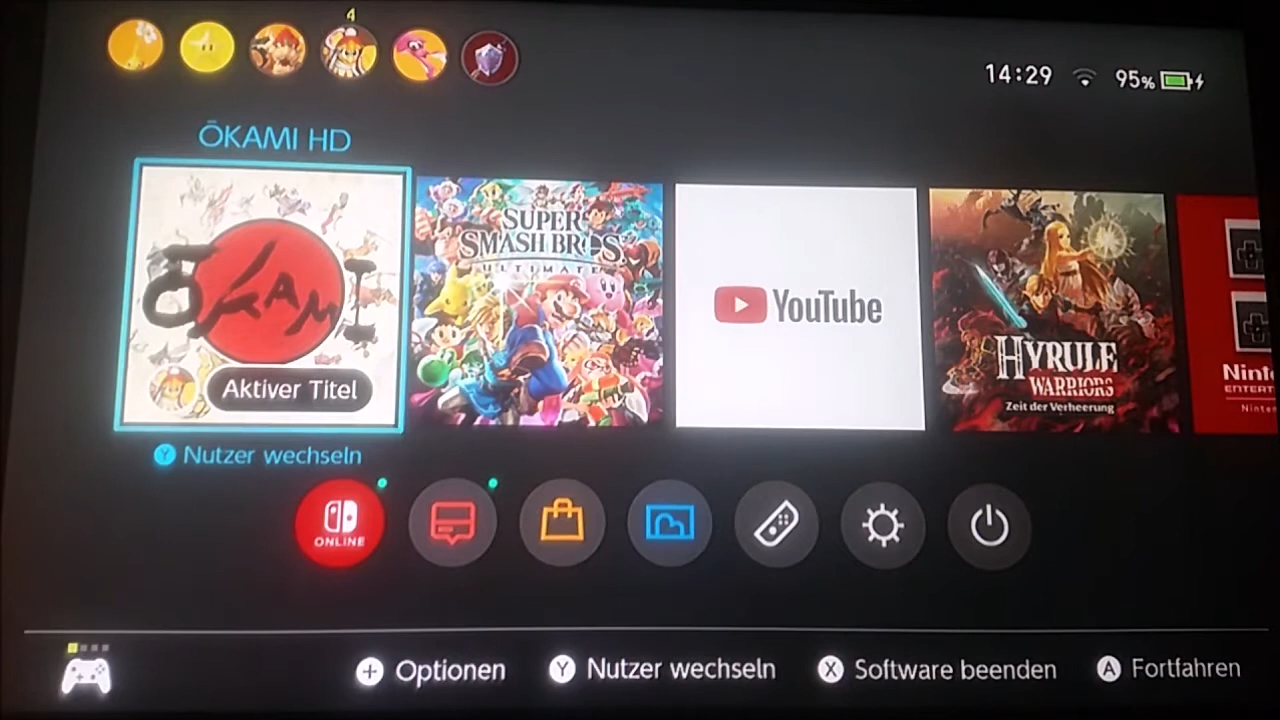 4
14:29
95%
ŌKAMI HD
ŌKAMI
Aktiver Titel
SUPER
SMASH BROS.
ULTIMATE
YouTube
HYRULE
WARRIORS
Zeit der Verheerung
Y Nutzer wechseln
ONLINE
+ Optionen
Y Nutzer wechseln
X Software beenden
A Fortfahren